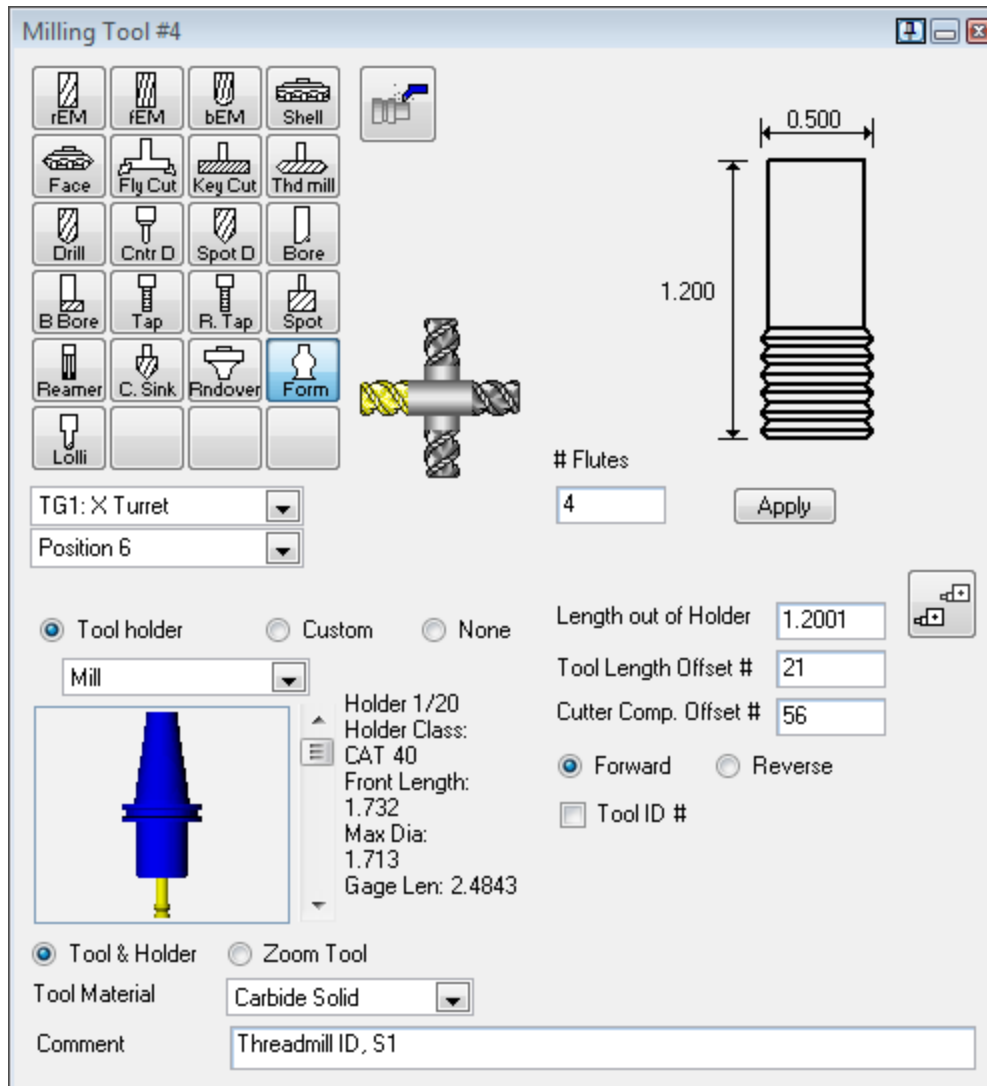 Milling Tool #4
rEM fEM bEM Shell
Face Fly Cut Key Cut Thd mill
Drill Cntr D Spot D Bore
B Bore Tap R. Tap Spot
Reamer C. Sink Rndover Form
Lolli
0.500
1.200
# Flutes
4
Apply
TG1: X Turret
Position 6
Tool holder Custom None
Mill
Holder 1/20
Holder Class:
CAT 40
Front Length:
1.732
Max Dia:
1.713
Gage Len: 2.4843
Length out of Holder 1.2001
Tool Length Offset # 21
Cutter Comp. Offset # 56
Forward Reverse
Tool ID #
Tool & Holder Zoom Tool
Tool Material Carbide Solid
Comment Threadmill ID, S1